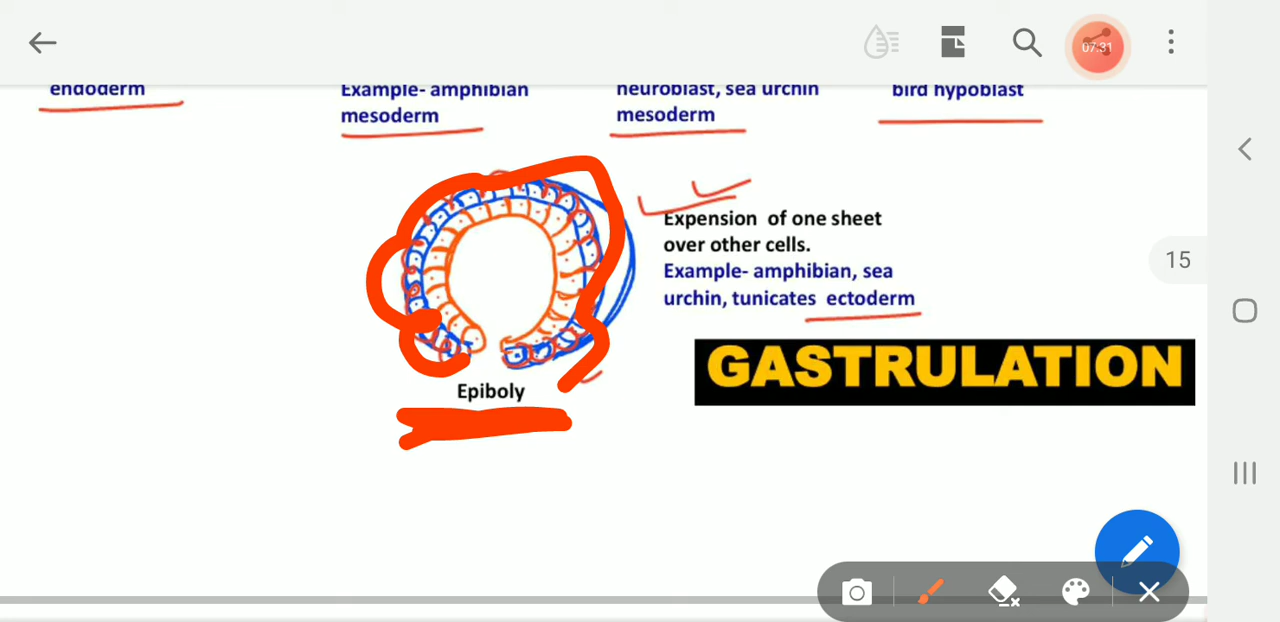 07:31
endoderm
Example- amphibian
mesoderm
neuroblast, sea urchin
mesoderm
bird hypoblast
15
Expension of one sheet
over other cells.
Example- amphibian, sea
urchin, tunicates ectoderm
GASTRULATION
Epiboly